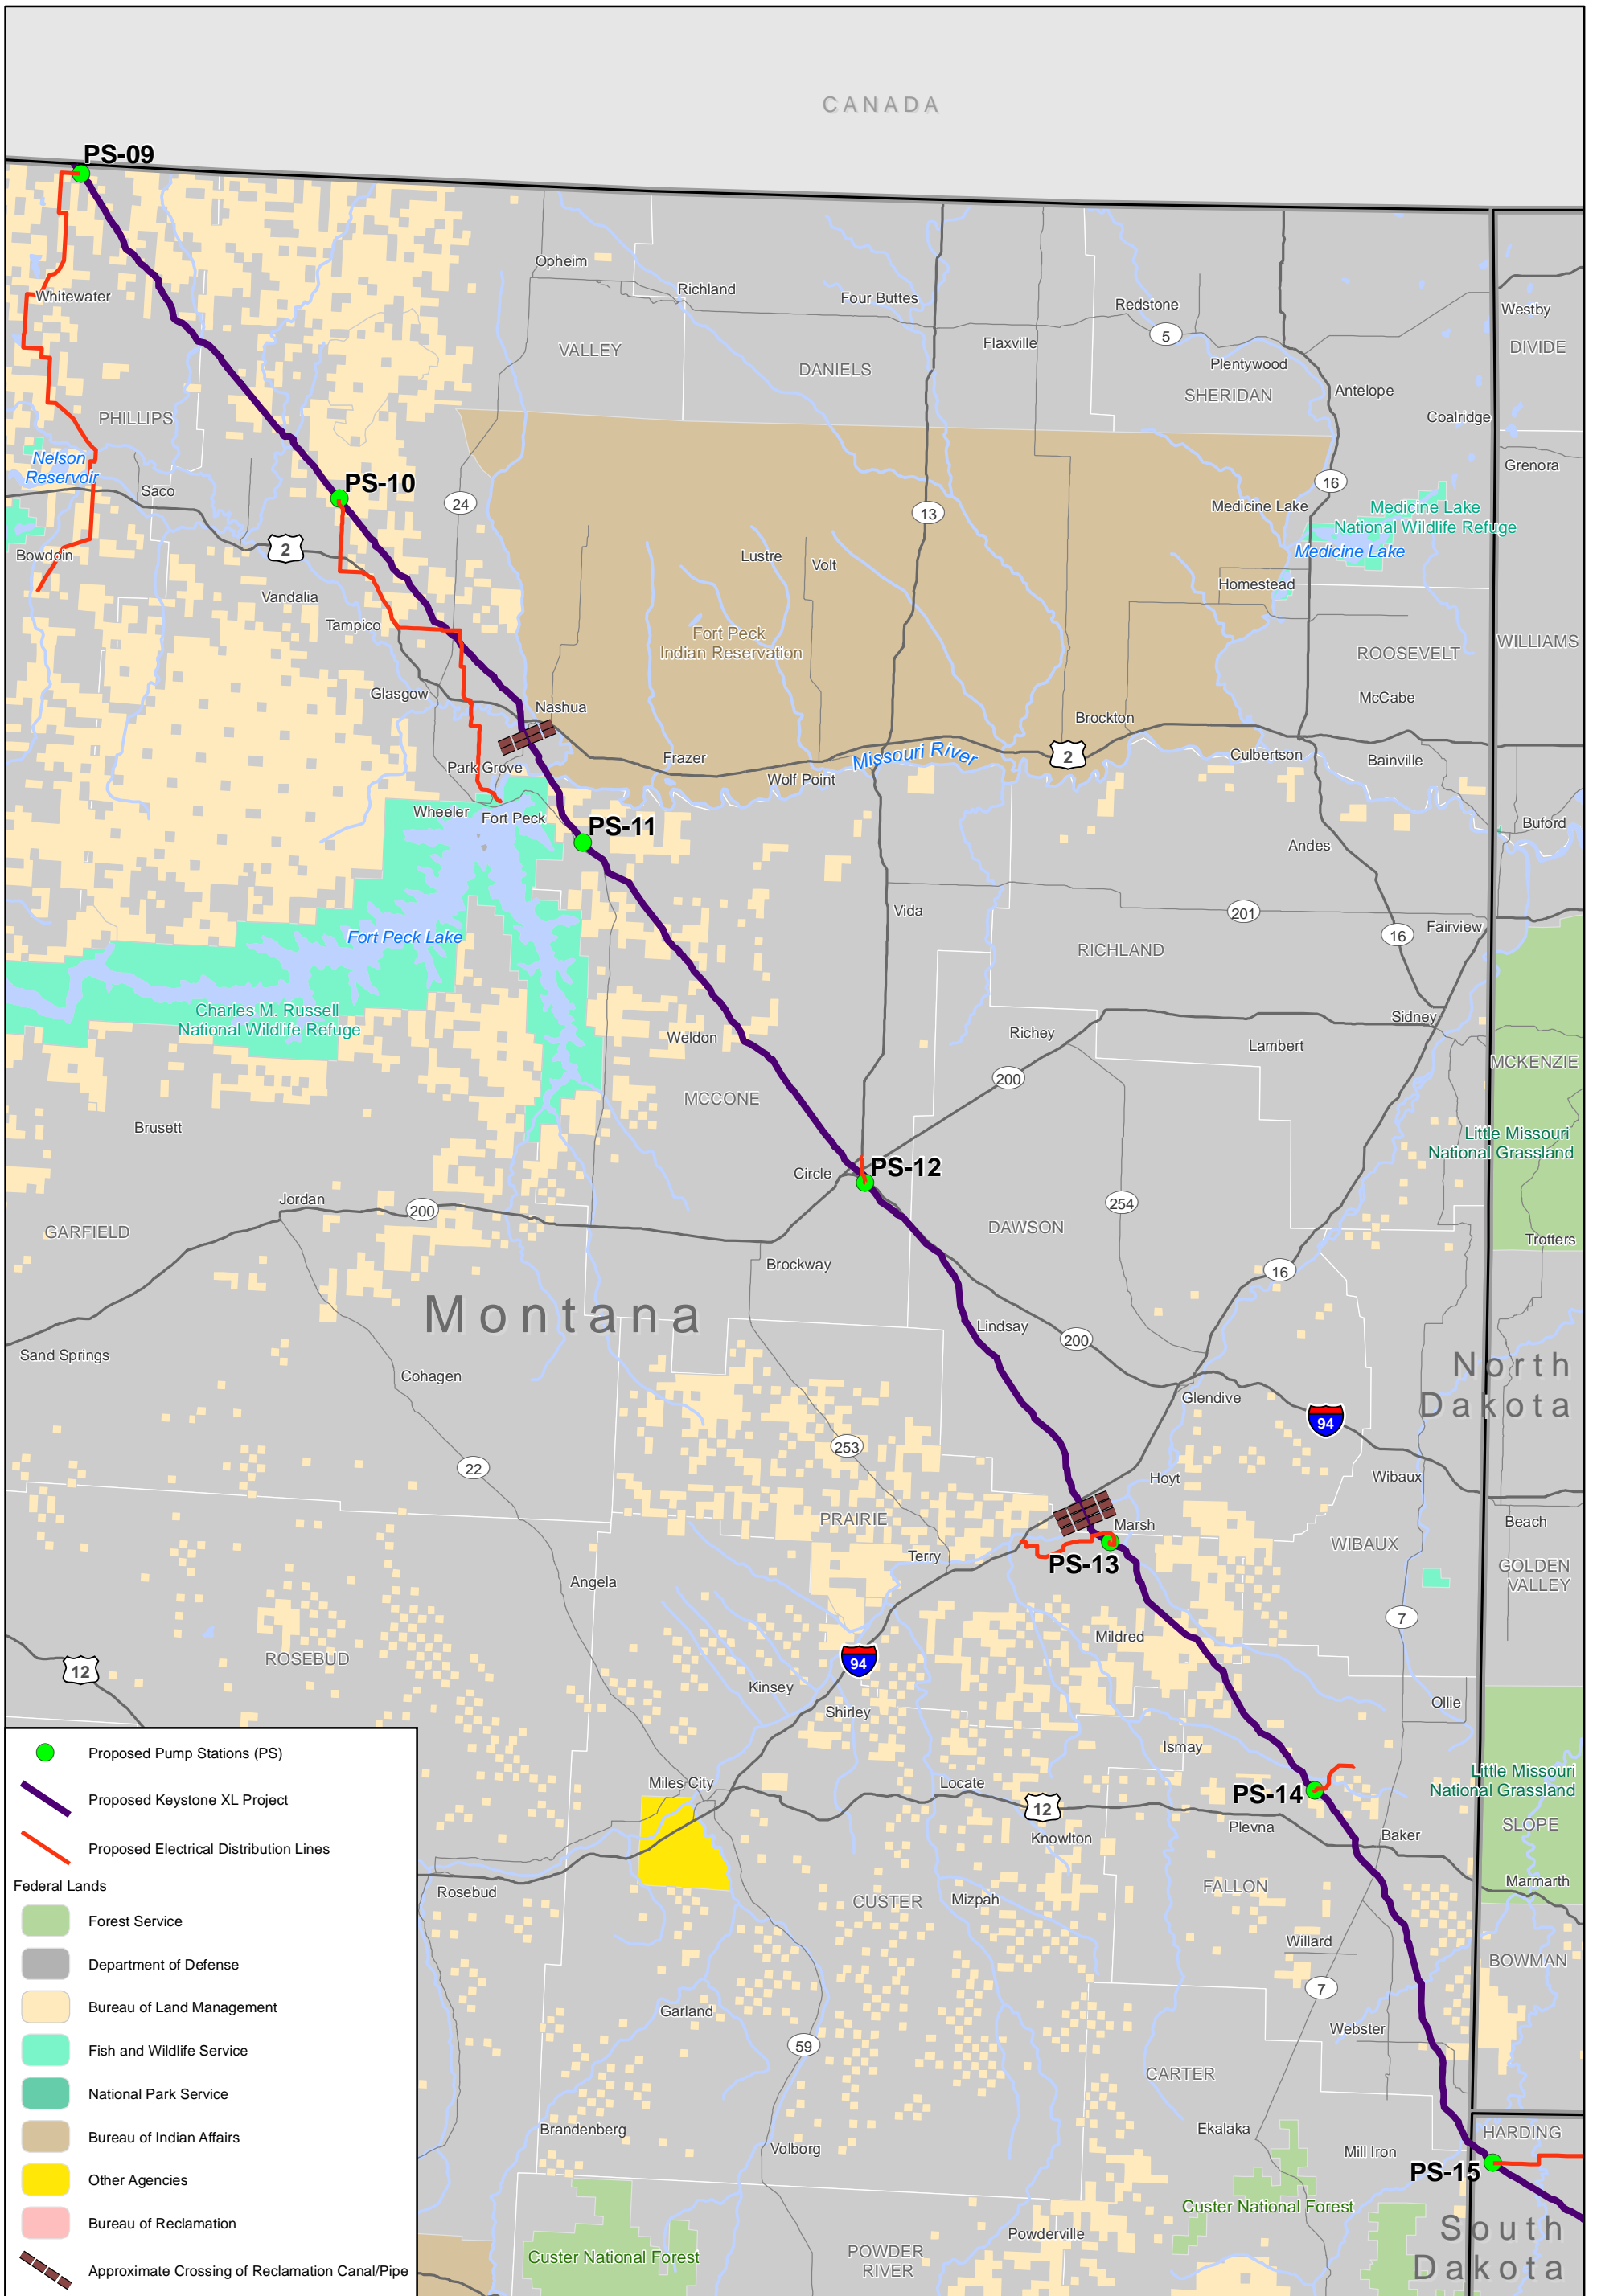 CANADA
PS-09
Opheim
Whitewater
Richland
Four Buttes
Redstone
Westby
5
Flaxville
VALLEY
DIVIDE
DANIELS
Plentywood
SHERIDAN
Antelope
PHILLIPS
Coalridge
Nelson
Reservoir
Grenora
PS-10
16
Saco
24
13
Medicine Lake
Medicine Lake
National Wildlife Refuge
2
Medicine Lake
Bowdoin
Lustre
Volt
Homestead
Vandalia
Tampico
Fort Peck
Indian Reservation
WILLIAMS
ROOSEVELT
Glasgow
McCabe
Nashua
Brockton
Missouri River
2
Culbertson
Bainville
Frazer
Park Grove
Wolf Point
Wheeler
Fort Peck
PS-11
Buford
Andes
Vida
201
Fairview
16
Fort Peck Lake
RICHLAND
Charles M. Russell
National Wildlife Refuge
Sidney
Weldon
Richey
Lambert
MCKENZIE
200
MCCONE
Brusett
Little Missouri
National Grassland
Circle
PS-12
Jordan
200
254
GARFIELD
DAWSON
Trotters
Brockway
16
Montana
Lindsay
200
Sand Springs
North
Dakota
Cohagen
Glendive
94
253
22
Hoyt
Wibaux
PRAIRIE
Marsh
Beach
WIBAUX
Terry
PS-13
GOLDEN
VALLEY
Angela
7
Mildred
ROSEBUD
94
12
Kinsey
Shirley
Ollie
Ismay
Miles City
Locate
Little Missouri
National Grassland
PS-14
12
Plevna
SLOPE
Knowlton
Baker
Rosebud
CUSTER
Mizpah
FALLON
Marmarth
Willard
BOWMAN
7
Garland
Webster
59
CARTER
Brandenberg
Volborg
Ekalaka
HARDING
Mill Iron
PS-15
Custer National Forest
Powderville
South
Dakota
Custer National Forest
POWDER
RIVER
Proposed Pump Stations (PS)
Proposed Keystone XL Project
Proposed Electrical Distribution Lines
Federal Lands
Forest Service
Department of Defense
Bureau of Land Management
Fish and Wildlife Service
National Park Service
Bureau of Indian Affairs
Other Agencies
Bureau of Reclamation
Approximate Crossing of Reclamation Canal/Pipe